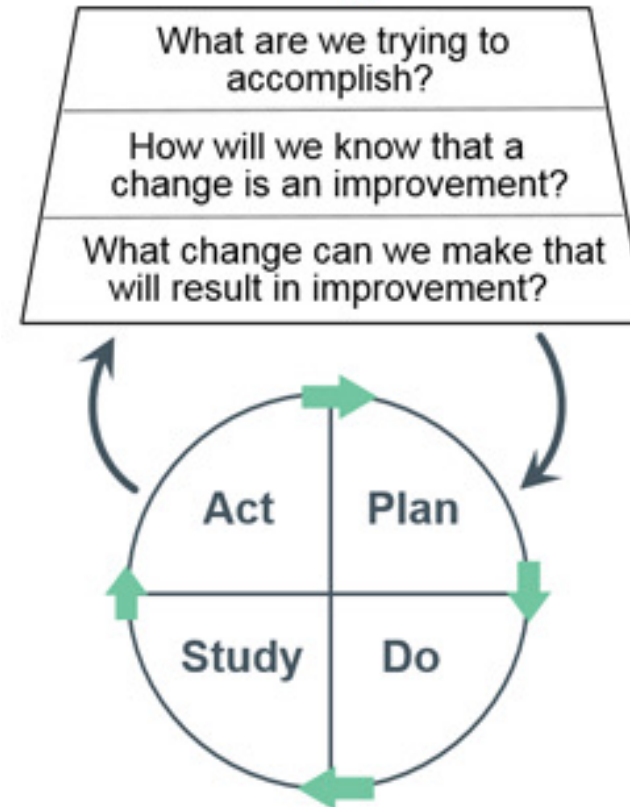 What are we trying to
accomplish?
How will we know that a
change is an improvement?
What change can we make that
will result in improvement?
Act
Plan
Study
Do